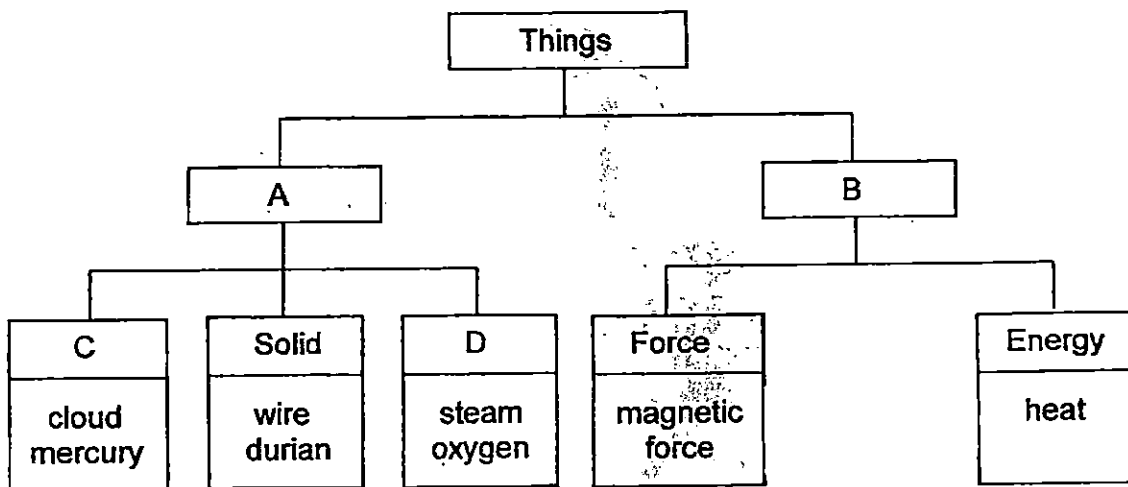 Things
A
B
C
Solid
D
Force
Energy
cloud
mercury
wire
durian
steam
oxygen
magnetic
force
heat